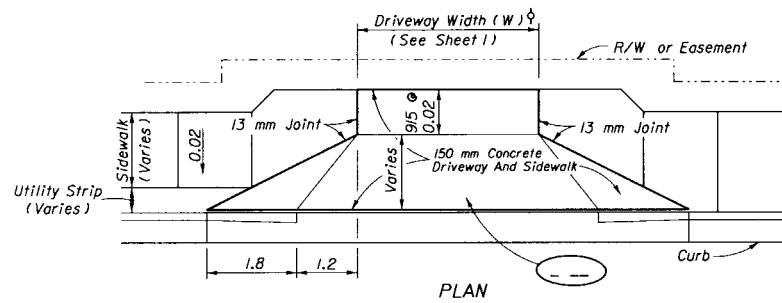 Driveway Width (W)
(See Sheet 1)
R/W or Easement
13 mm Joint
915
0.02
13 mm Joint
Sidewalk
(Varies)
0.02
150 mm Concrete
Driveway And Sidewalk
Varies
Utility Strip
(Varies)
1.8
1.2
Curb
PLAN